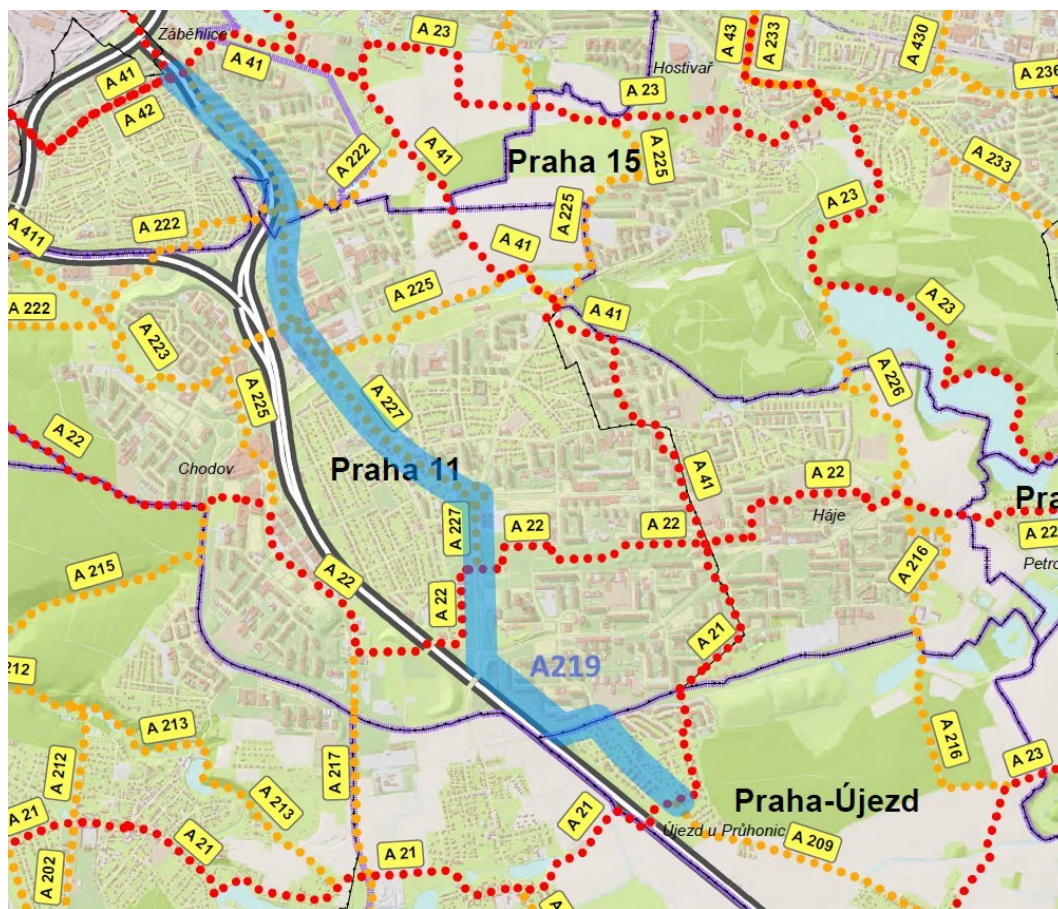 Záběhlice
A 23
A 43
A 233
A 430
A 41
A 41
Hostivař
A 236
A 42
A 23
A 222
A 41
Praha 15
A 225
A 233
A 222
A 411
A 225
A 23
A 41
A 222
A 225
A 41
A 23
A 223
A 225
A 227
A 226
A 22
Chodov
Praha 11
A 41
A 22
Háje
Pra
A 227
A 22
A 22
A 22
A 215
A 22
A 216
Petro
A 22
A 21
212
A219
A 213
A 212
A 217
A 216
A 23
A 21
A 213
A 21
Praha-Újezd
Újezd u Průhonic
A 21
A 21
A 209
A 202